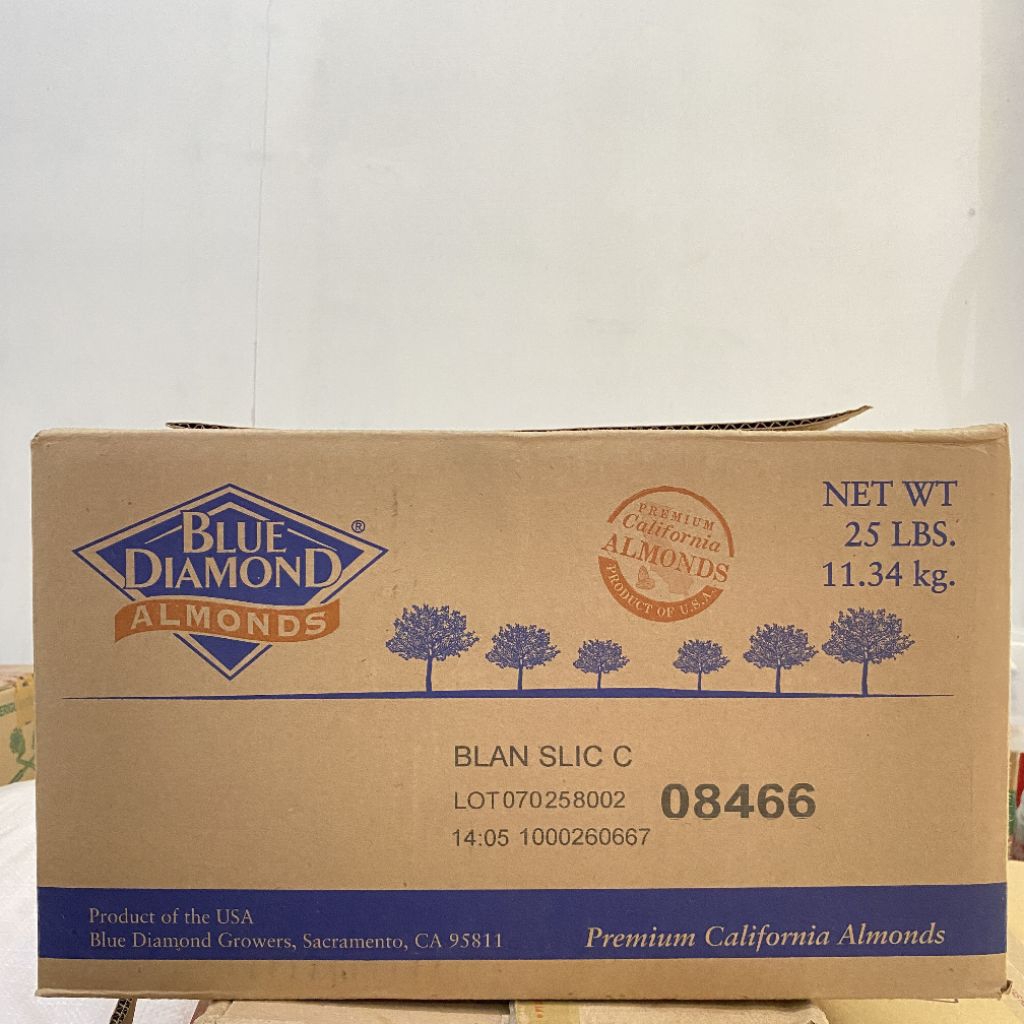 BLUE
DIAMOND
ALMONDS
®
PREMIUM
California
ALMONDS
PRODUCT OF U.S.A.
NET WT
25 LBS.
11.34 kg.
BLAN SLIC C
LOT070258002 08466
14:05 1000260667
Product of the USA
Blue Diamond Growers, Sacramento, CA 95811
Premium California Almonds